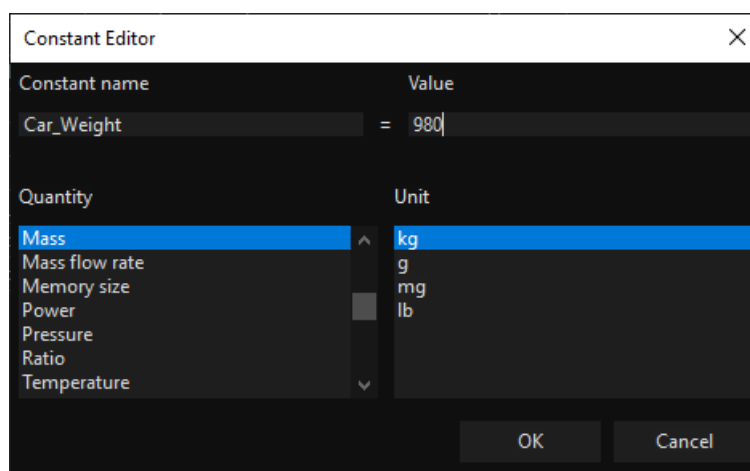 Constant Editor
Constant name
Value
Car_Weight
=
980
Quantity
Unit
Mass
Mass flow rate
Memory size
Power
Pressure
Ratio
Temperature
kg
g
mg
lb
OK
Cancel